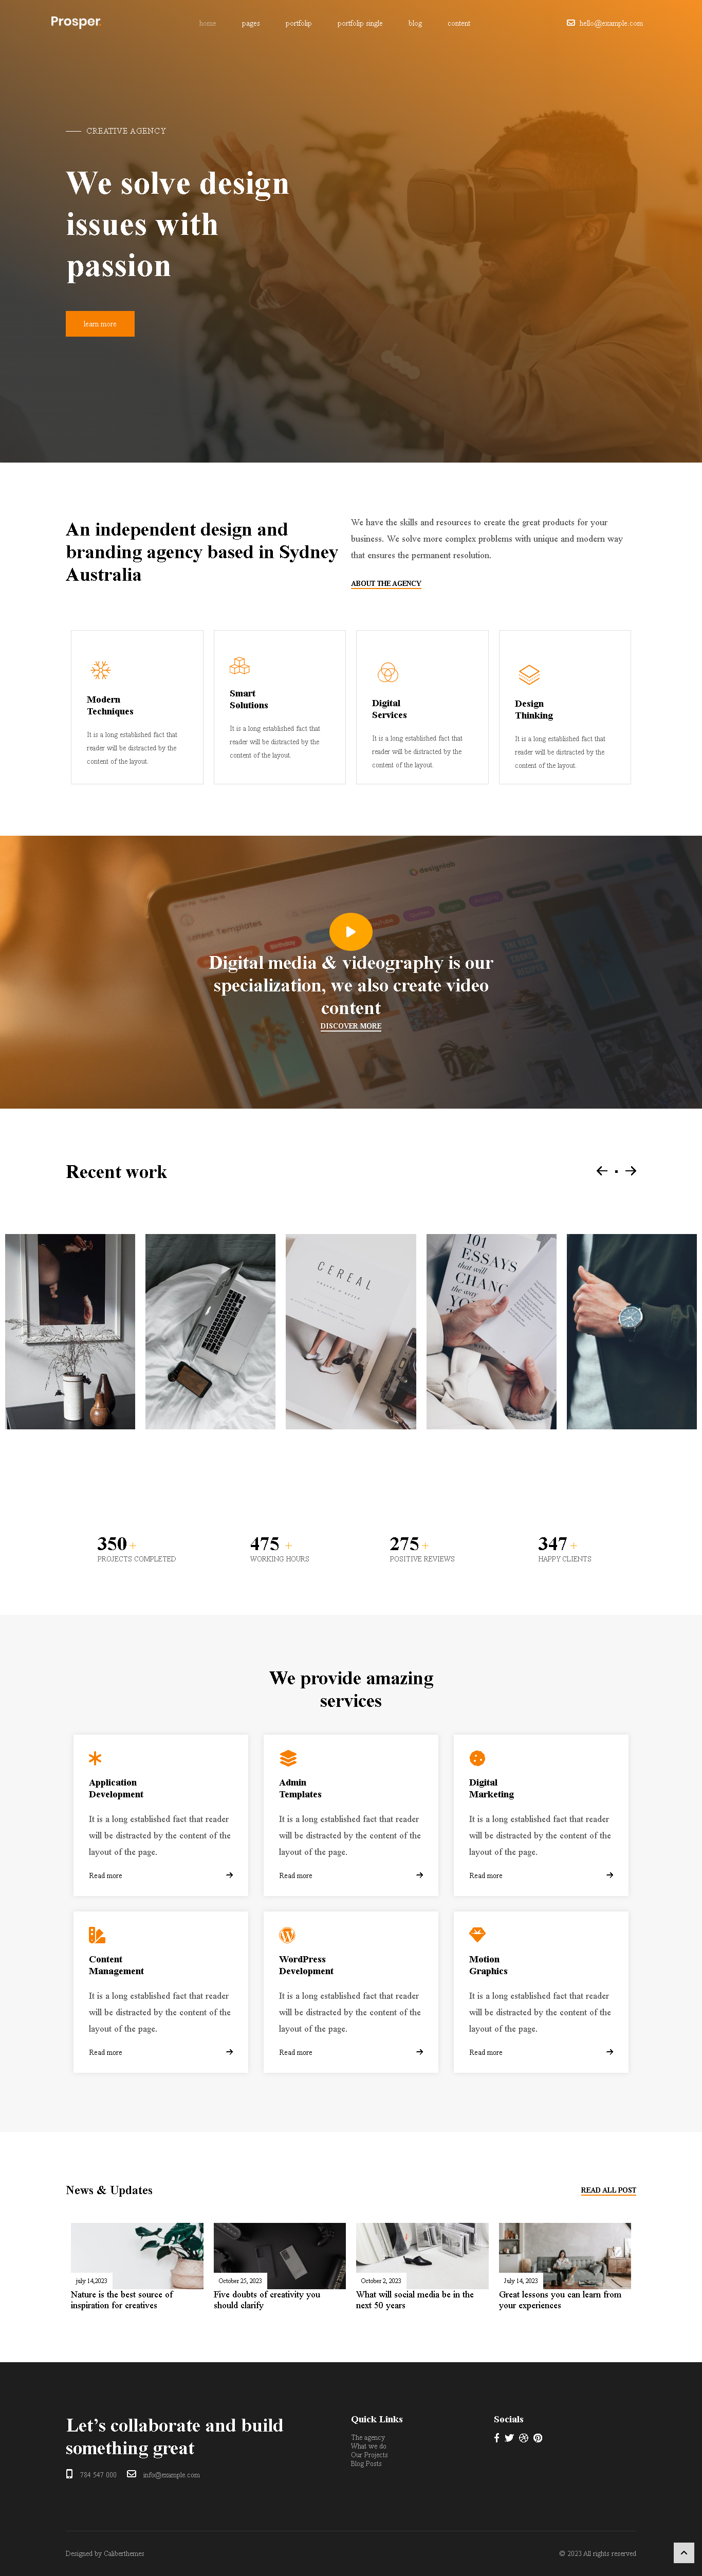 Prosper.
home pages portfolip portfolip single blog content hello@example.com
CREATIVE AGENCY
We solve design
issues with
passion
learn more
An independent design and
branding agency based in Sydney
Australia
We have the skills and resources to create the great products for your
business. We solve more complex problems with unique and modern way
that ensures the permanent resolution.
ABOUT THE AGENCY
Modern
Techniques
It is a long established fact that
reader will be distracted by the
content of the layout.
Smart
Solutions
It is a long established fact that
reader will be distracted by the
content of the layout.
Digital
Services
It is a long established fact that
reader will be distracted by the
content of the layout.
Design
Thinking
It is a long established fact that
reader will be distracted by the
content of the layout.
designhub
Latest Templates
Digital media & videography is our
specialization, we also create video
content
DISCOVER MORE
Recent work
CEREAL
101
ESSAYS
that will
CHANGE
the way
YOU
350 +
PROJECTS COMPLETED
475 +
WORKING HOURS
275 +
POSITIVE REVIEWS
347 +
HAPPY CLIENTS
We provide amazing
services
Application
Development
It is a long established fact that reader
will be distracted by the content of the
layout of the page.
Read more
Admin
Templates
It is a long established fact that reader
will be distracted by the content of the
layout of the page.
Read more
Digital
Marketing
It is a long established fact that reader
will be distracted by the content of the
layout of the page.
Read more
Content
Management
It is a long established fact that reader
will be distracted by the content of the
layout of the page.
Read more
WordPress
Development
It is a long established fact that reader
will be distracted by the content of the
layout of the page.
Read more
Motion
Graphics
It is a long established fact that reader
will be distracted by the content of the
layout of the page.
Read more
News & Updates
READ ALL POST
july 14,2023
Nature is the best source of
inspiration for creatives
October 25, 2023
Five doubts of creativity you
should clarify
October 2, 2023
What will social media be in the
next 50 years
July 14, 2023
Great lessons you can learn from
your experiences
Let's collaborate and build
something great
784 547 000 info@example.com
Quick Links
The agency
What we do
Our Projects
Blog Posts
Socials
Designed by Caliberthemes
© 2023 All rights reserved